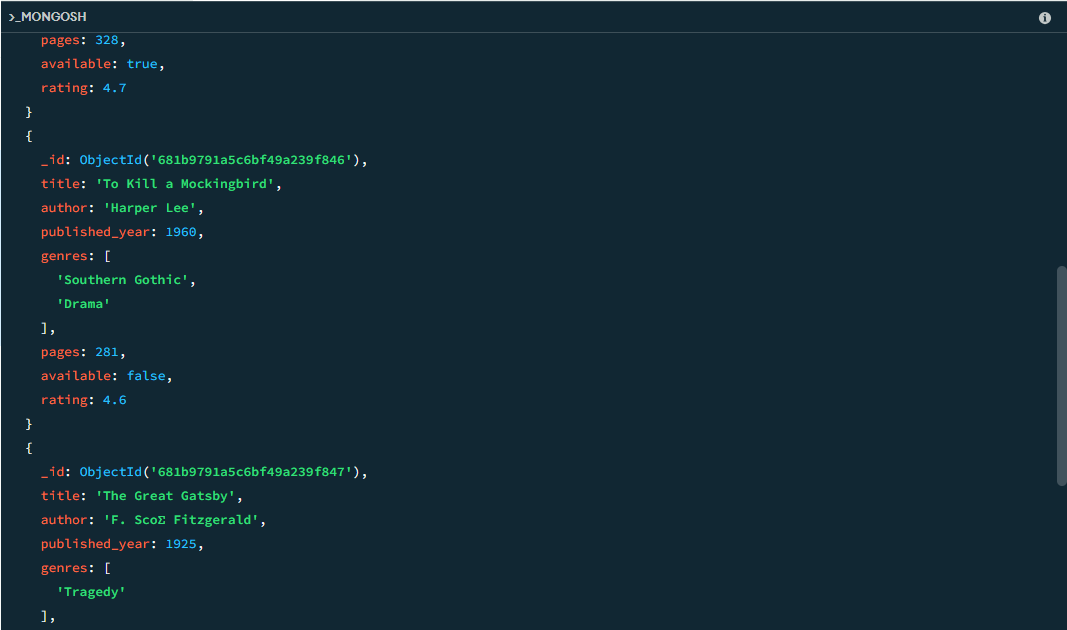 >_MONGOSH
pages: 328,
available: true,
rating: 4.7
}
{
_id: ObjectId('681b9791a5c6bf49a239f846'),
title: 'To Kill a Mockingbird',
author: 'Harper Lee',
published_year: 1960,
genres: [
'Southern Gothic',
'Drama'
],
pages: 281,
available: false,
rating: 4.6
}
{
_id: ObjectId('681b9791a5c6bf49a239f847'),
title: 'The Great Gatsby',
author: 'F. ScoΣ Fitzgerald',
published_year: 1925,
genres: [
'Tragedy'
],